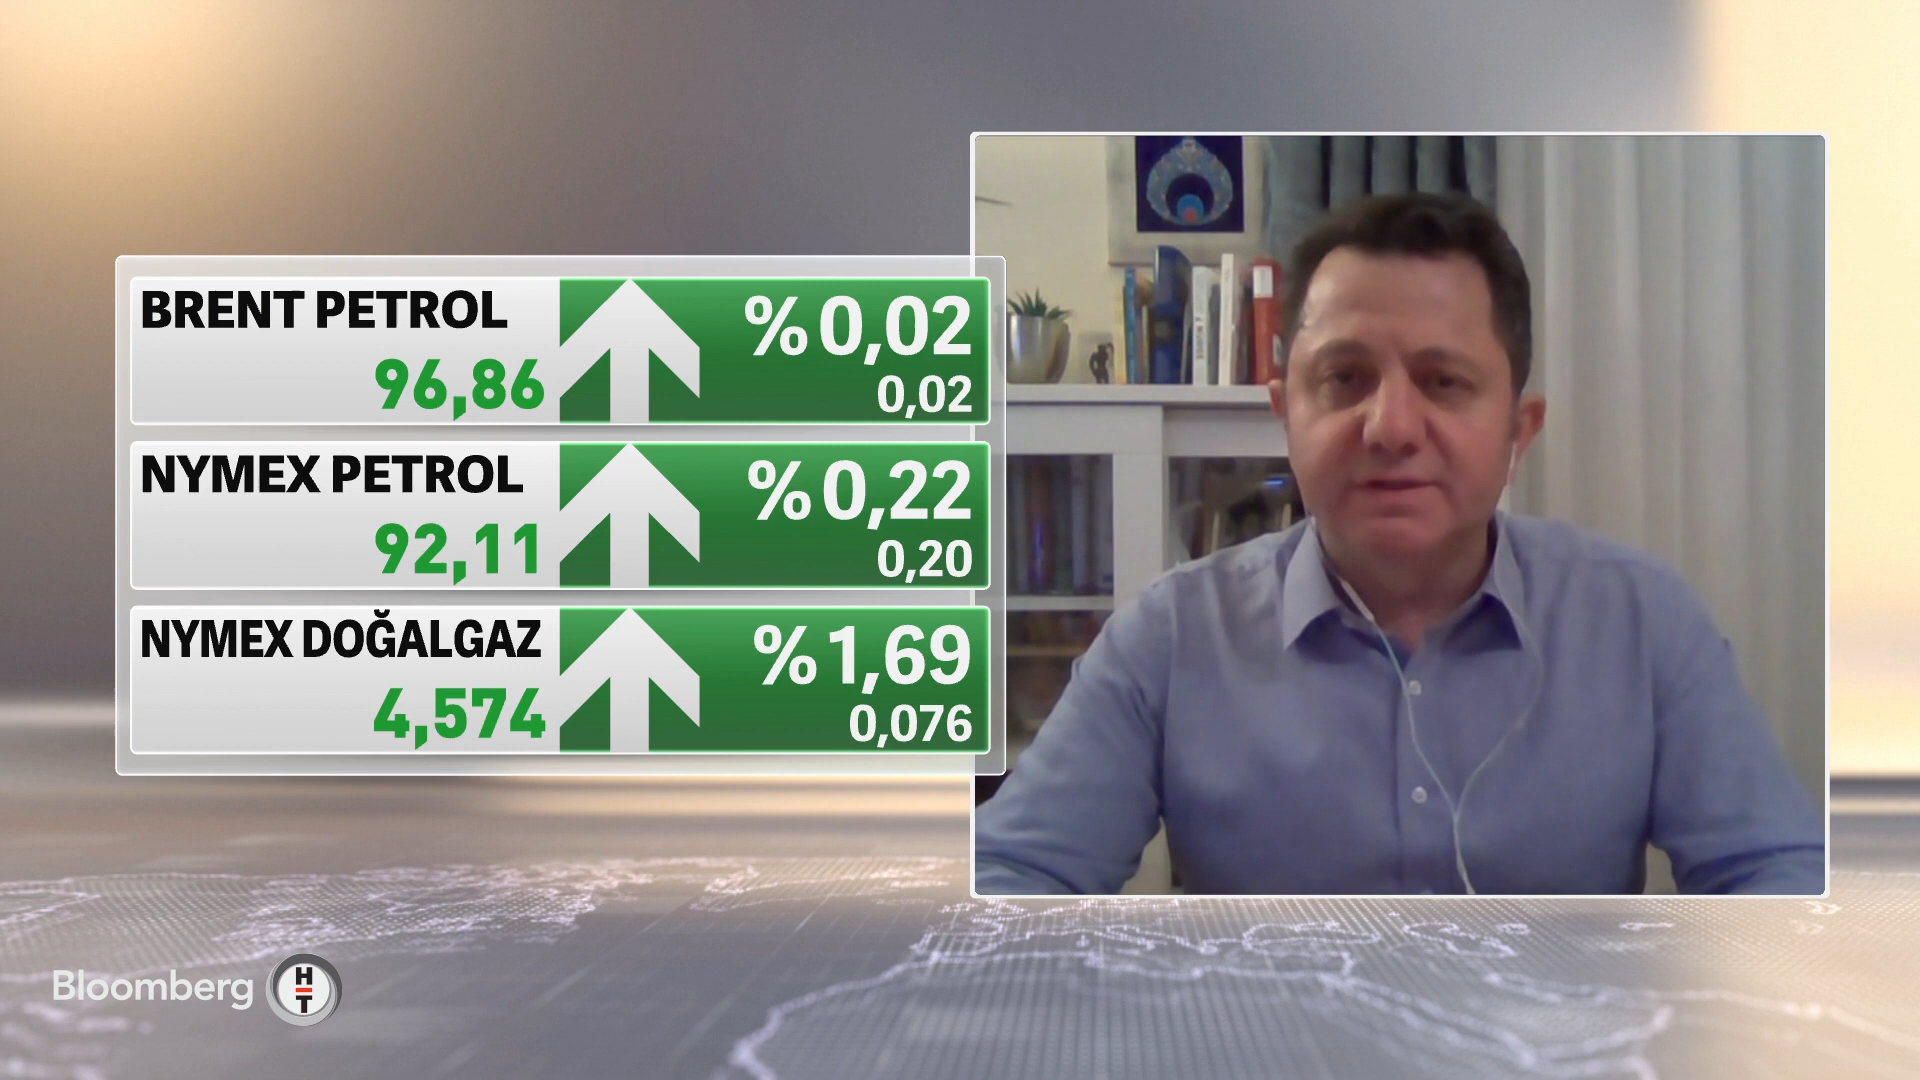 BRENT PETROL
96,86
%0,02
0,02
NYMEX PETROL
92,11
%0,22
0,20
NYMEX DOĞALGAZ
4,574
%1,69
0,076
Bloomberg HT